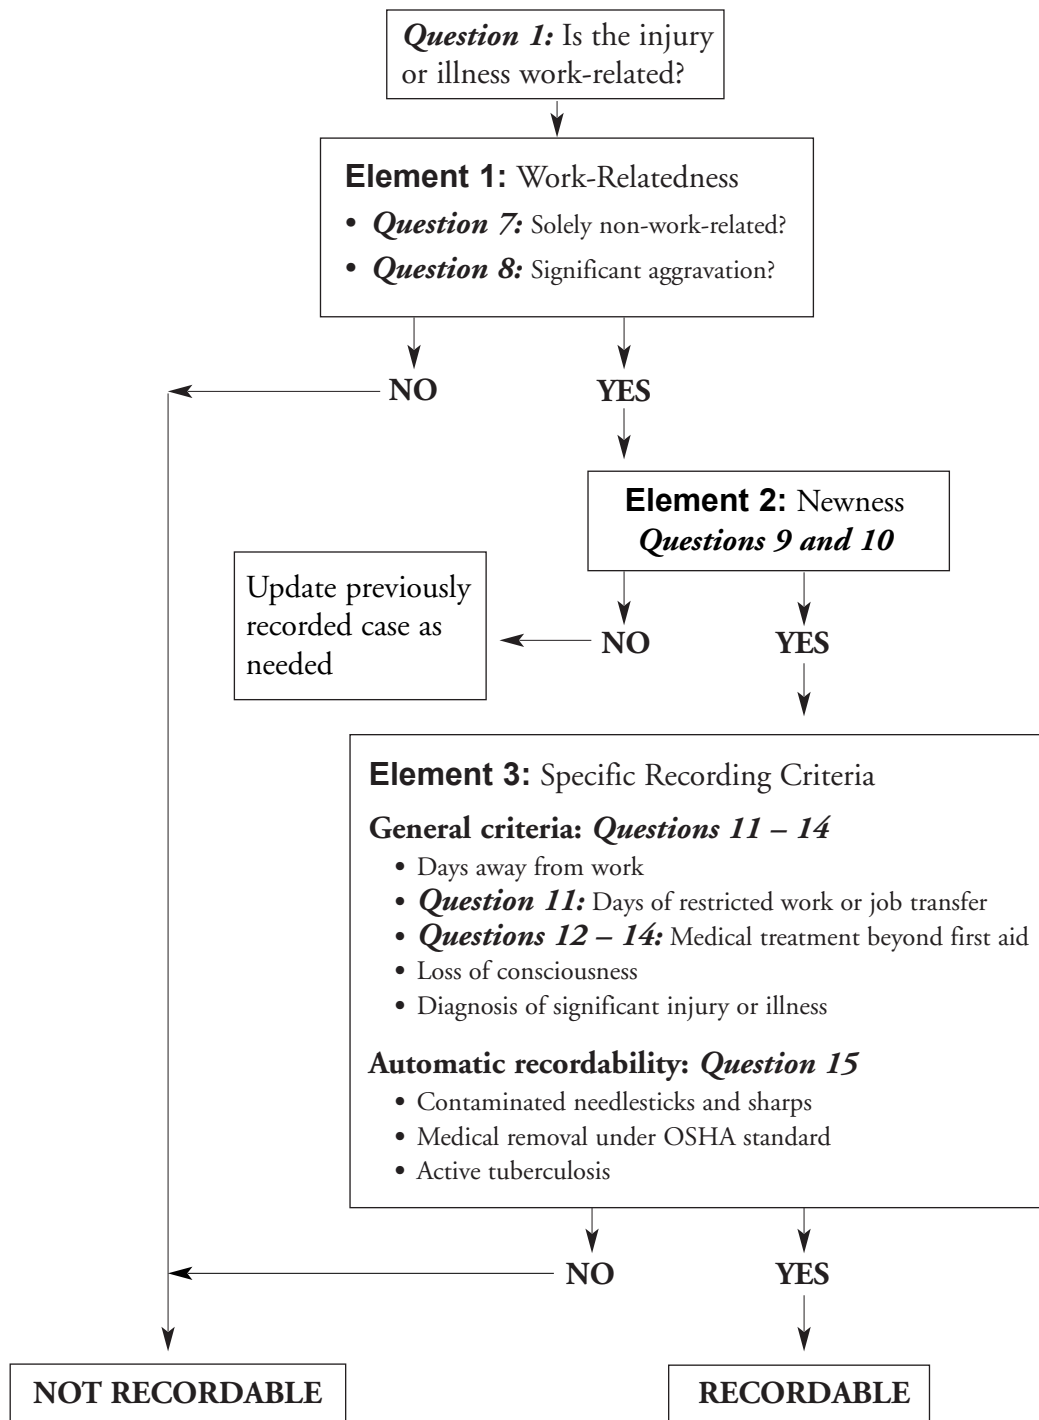 Question 1: Is the injury
or illness work-related?
Element 1: Work-Relatedness
• Question 7: Solely non-work-related?
• Question 8: Significant aggravation?
NO
YES
Element 2: Newness
Questions 9 and 10
Update previously
recorded case as
needed
NO
YES
Element 3: Specific Recording Criteria
General criteria: Questions 11 – 14
• Days away from work
• Question 11: Days of restricted work or job transfer
• Questions 12 – 14: Medical treatment beyond first aid
• Loss of consciousness
• Diagnosis of significant injury or illness
Automatic recordability: Question 15
• Contaminated needlesticks and sharps
• Medical removal under OSHA standard
• Active tuberculosis
NO
YES
NOT RECORDABLE
RECORDABLE